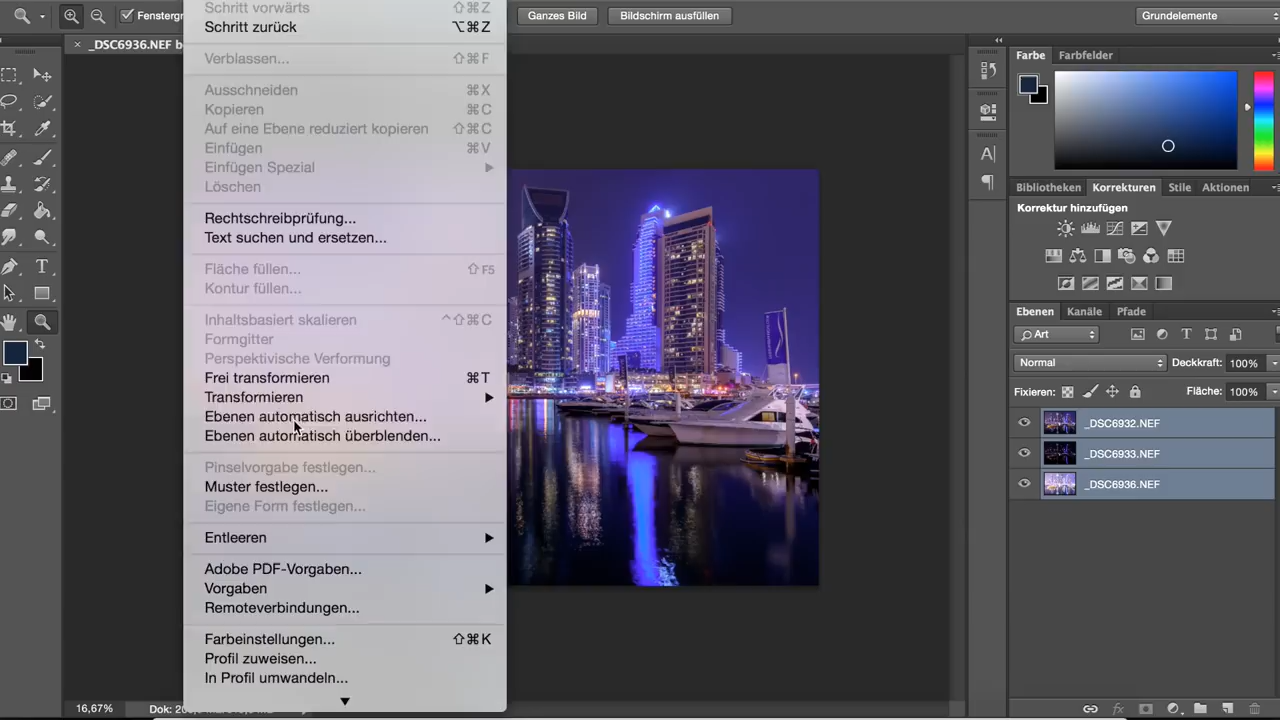 Fenstergr
Ganzes Bild
Bildschirm ausfüllen
Grundelemente
_DSC6936.NEF b
Schritt vorwärts ⇧⌘Z
Schritt zurück ⌥⌘Z
Verblassen... ⇧⌘F
Ausschneiden ⌘X
Kopieren ⌘C
Auf eine Ebene reduziert kopieren ⇧⌘C
Einfügen ⌘V
Einfügen Spezial
Löschen
Rechtschreibprüfung...
Text suchen und ersetzen...
Fläche füllen... ⇧F5
Kontur füllen...
Inhaltsbasiert skalieren ^⇧⌘C
Formgitter
Perspektivische Verformung
Frei transformieren ⌘T
Transformieren
Ebenen automatisch ausrichten...
Ebenen automatisch überblenden...
Pinselvorgabe festlegen...
Muster festlegen...
Eigene Form festlegen...
Entleeren
Adobe PDF-Vorgaben...
Vorgaben
Remoteverbindungen...
Farbeinstellungen... ⇧⌘K
Profil zuweisen...
In Profil umwandeln...
16,67%
Farbe Farbfelder
Bibliotheken Korrekturen Stile Aktionen
Korrektur hinzufügen
Ebenen Kanäle Pfade
Art
Normal Deckkraft: 100%
Fixieren: Fläche: 100%
_DSC6932.NEF
_DSC6933.NEF
_DSC6936.NEF